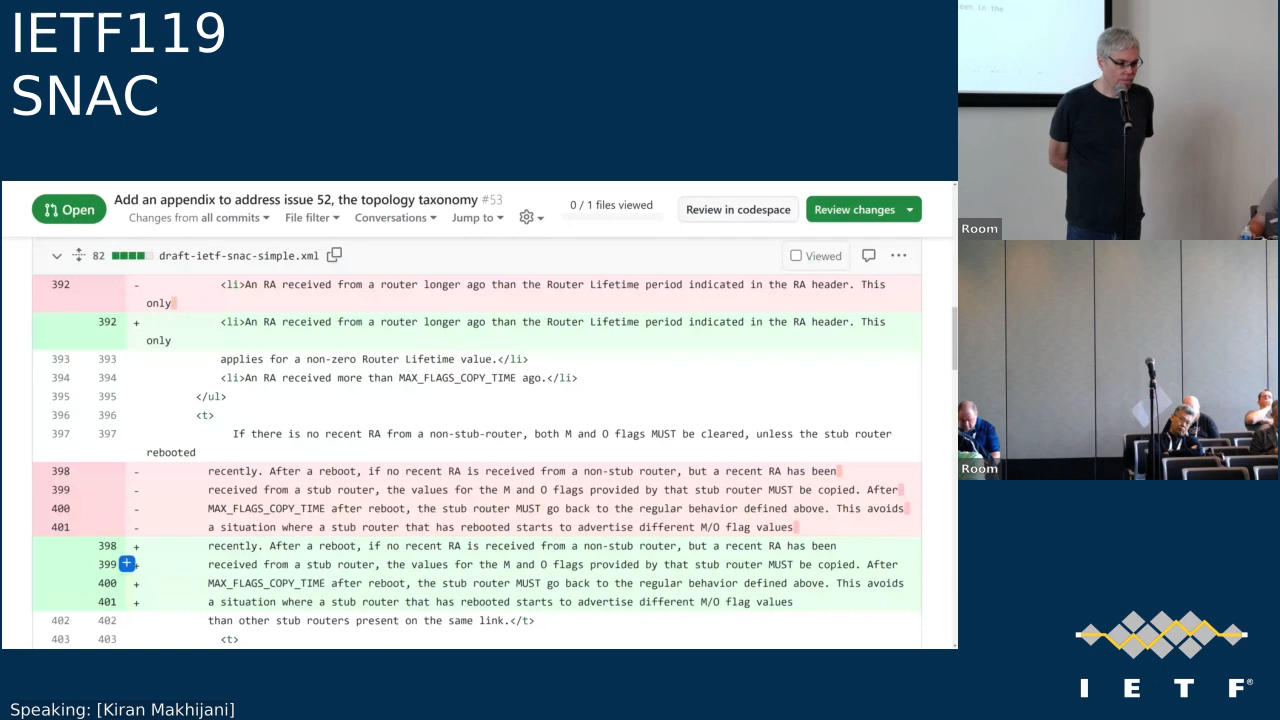 IETF119
SNAC
een in the
Room
Open
Add an appendix to address issue 52, the topology taxonomy #53
Changes from all commits File filter Conversations Jump to
0 / 1 files viewed
Review in codespace
Review changes
82 draft-ietf-snac-simple.xml
Viewed
392 - <li>An RA received from a router longer ago than the Router Lifetime period indicated in the RA header. This
only
392 + <li>An RA received from a router longer ago than the Router Lifetime period indicated in the RA header. This
only
393 393 applies for a non-zero Router Lifetime value.</li>
394 394 <li>An RA received more than MAX_FLAGS_COPY_TIME ago.</li>
395 395 </ul>
396 396 <t>
397 397 If there is no recent RA from a non-stub-router, both M and O flags MUST be cleared, unless the stub router
rebooted
398 - recently. After a reboot, if no recent RA is received from a non-stub router, but a recent RA has been
399 - received from a stub router, the values for the M and O flags provided by that stub router MUST be copied. After
400 - MAX_FLAGS_COPY_TIME after reboot, the stub router MUST go back to the regular behavior defined above. This avoids
401 - a situation where a stub router that has rebooted starts to advertise different M/O flag values
398 + recently. After a reboot, if no recent RA is received from a non-stub router, but a recent RA has been
399 + received from a stub router, the values for the M and O flags provided by that stub router MUST be copied. After
400 + MAX_FLAGS_COPY_TIME after reboot, the stub router MUST go back to the regular behavior defined above. This avoids
401 + a situation where a stub router that has rebooted starts to advertise different M/O flag values
402 402 than other stub routers present on the same link.</t>
403 403 <t>
Room
I E T F®
Speaking: [Kiran Makhijani]